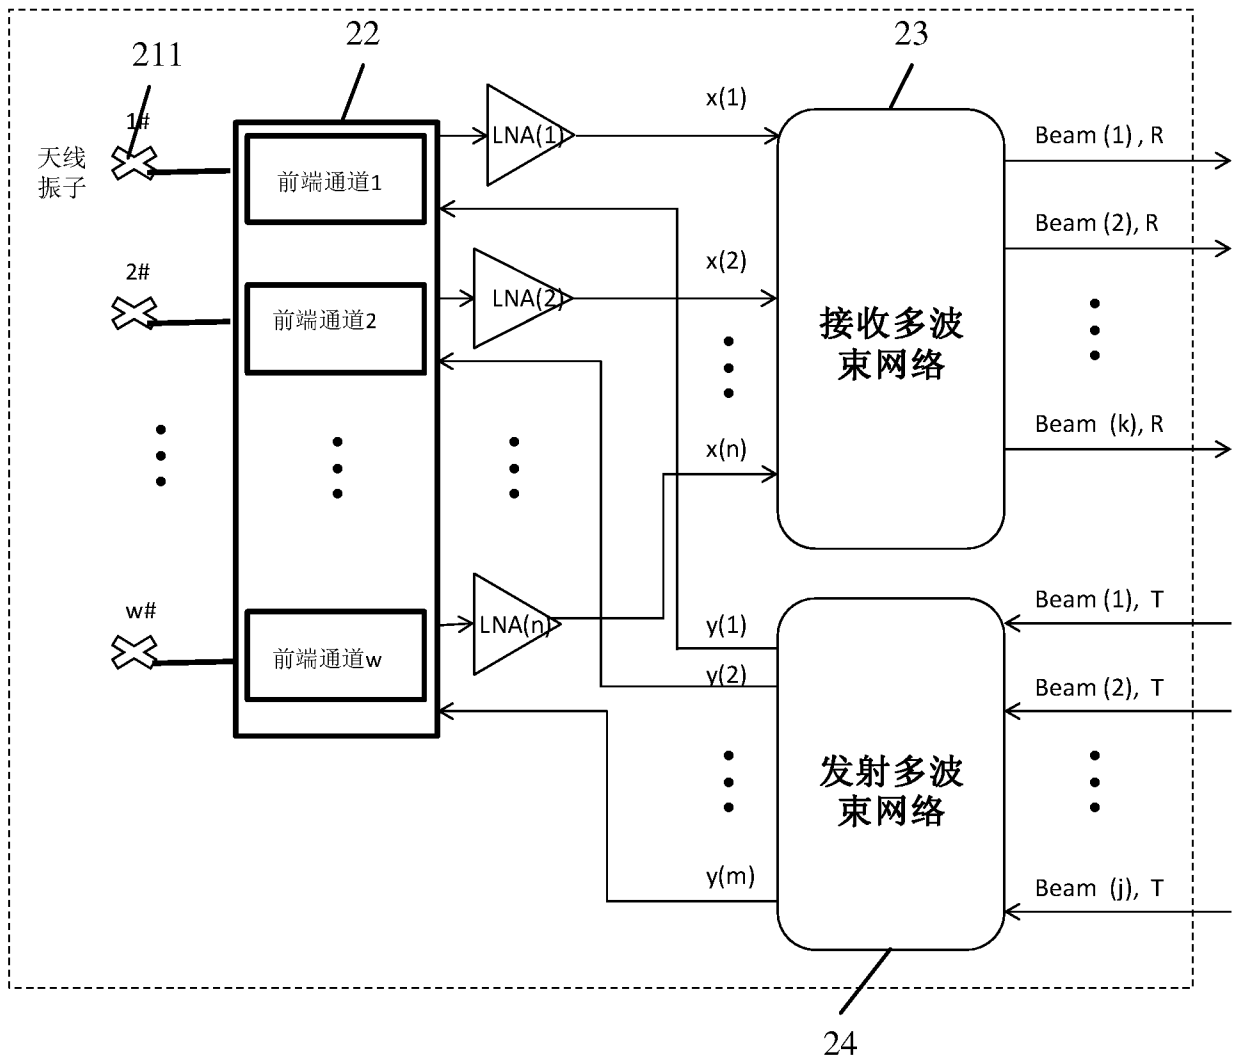 22
23
211
1#
天线
振子
前端通道1
LNA(1)
x(1)
Beam (1) , R
2#
前端通道2
LNA(2)
x(2)
Beam (2), R
接收多波
束网络
x(n)
Beam (k), R
w#
前端通道w
LNA(n)
y(1)
Beam (1), T
y(2)
Beam (2), T
发射多波
束网络
y(m)
Beam (j), T
24